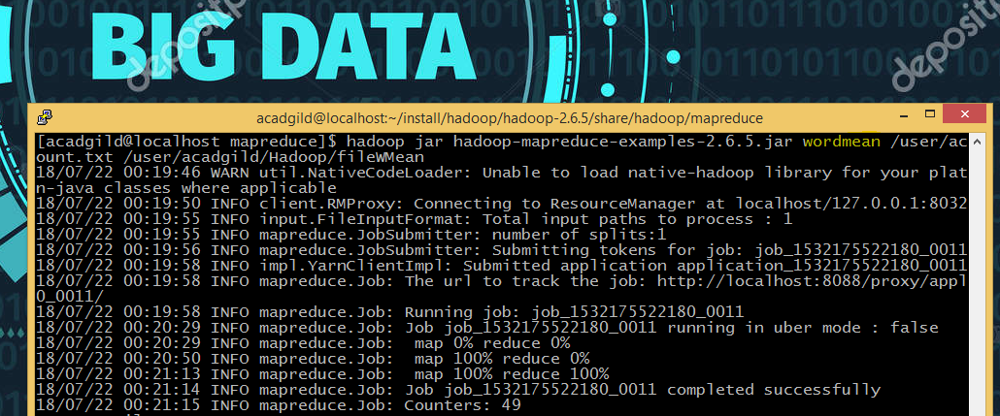 BIG DATA
depositp
deposit
acadgild@localhost:~/install/hadoop/hadoop-2.6.5/share/hadoop/mapreduce
[acadgild@localhost mapreduce]$ hadoop jar hadoop-mapreduce-examples-2.6.5.jar wordmean /user/ac
ount.txt /user/acadgild/Hadoop/fileWMean
18/07/22 00:19:46 WARN util.NativeCodeLoader: Unable to load native-hadoop library for your plat
n-java classes where applicable
18/07/22 00:19:50 INFO client.RMProxy: Connecting to ResourceManager at localhost/127.0.0.1:8032
18/07/22 00:19:55 INFO input.FileInputFormat: Total input paths to process : 1
18/07/22 00:19:55 INFO mapreduce.JobSubmitter: number of splits:1
18/07/22 00:19:56 INFO mapreduce.JobSubmitter: Submitting tokens for job: job_1532175522180_0011
18/07/22 00:19:58 INFO impl.YarnClientImpl: Submitted application application_1532175522180_0011
18/07/22 00:19:58 INFO mapreduce.Job: The url to track the job: http://localhost:8088/proxy/appl
0_0011/
18/07/22 00:19:58 INFO mapreduce.Job: Running job: job_1532175522180_0011
18/07/22 00:20:29 INFO mapreduce.Job: Job job_1532175522180_0011 running in uber mode : false
18/07/22 00:20:29 INFO mapreduce.Job:  map 0% reduce 0%
18/07/22 00:20:50 INFO mapreduce.Job:  map 100% reduce 0%
18/07/22 00:21:13 INFO mapreduce.Job:  map 100% reduce 100%
18/07/22 00:21:14 INFO mapreduce.Job: Job job_1532175522180_0011 completed successfully
18/07/22 00:21:15 INFO mapreduce.Job: Counters: 49